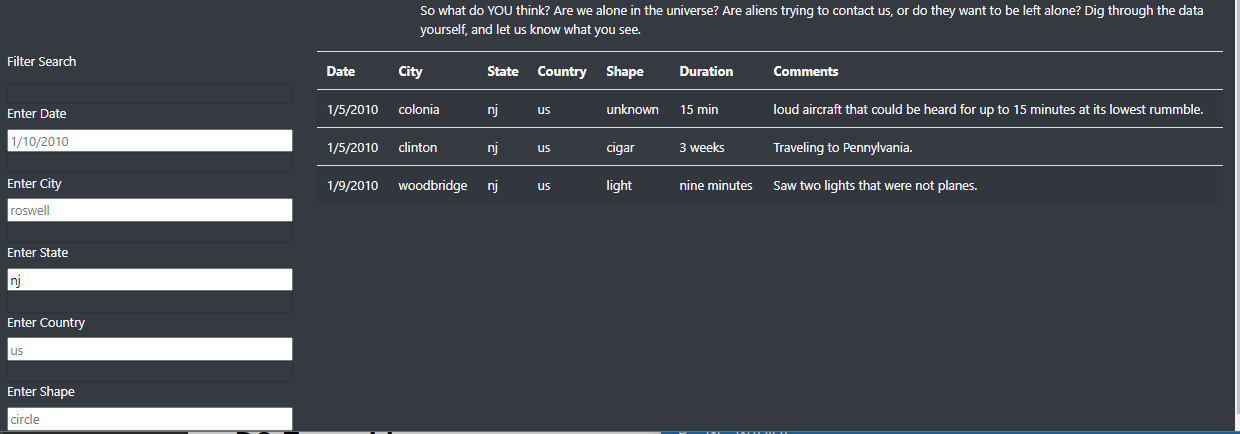 So what do YOU think? Are we alone in the universe? Are aliens trying to contact us, or do they want to be left alone? Dig through the data
yourself, and let us know what you see.
Filter Search
Enter Date
1/10/2010
Enter City
roswell
Enter State
nj
Enter Country
us
Enter Shape
circle
Date City State Country Shape Duration Comments
1/5/2010 colonia nj us unknown 15 min loud aircraft that could be heard for up to 15 minutes at its lowest rummble.
1/5/2010 clinton nj us cigar 3 weeks Traveling to Pennylvania.
1/9/2010 woodbridge nj us light nine minutes Saw two lights that were not planes.